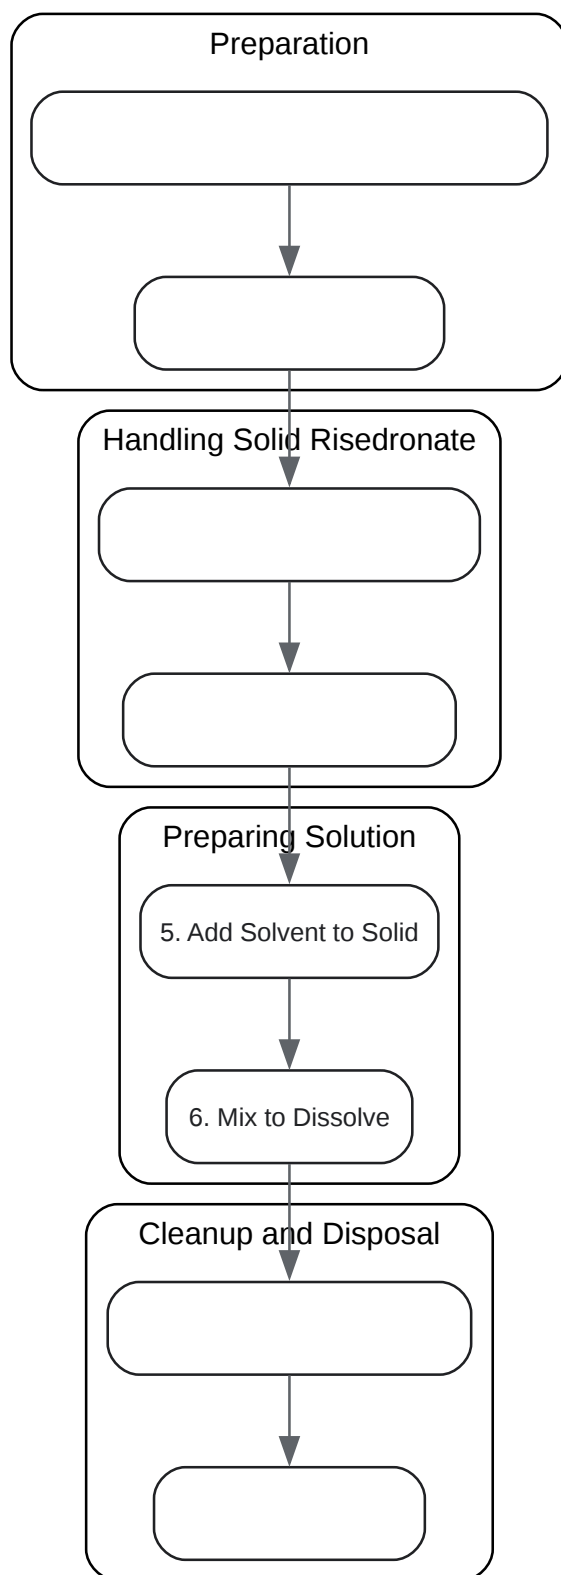 Preparation
Handling Solid Risedronate
Preparing Solution
5. Add Solvent to Solid
6. Mix to Dissolve
Cleanup and Disposal